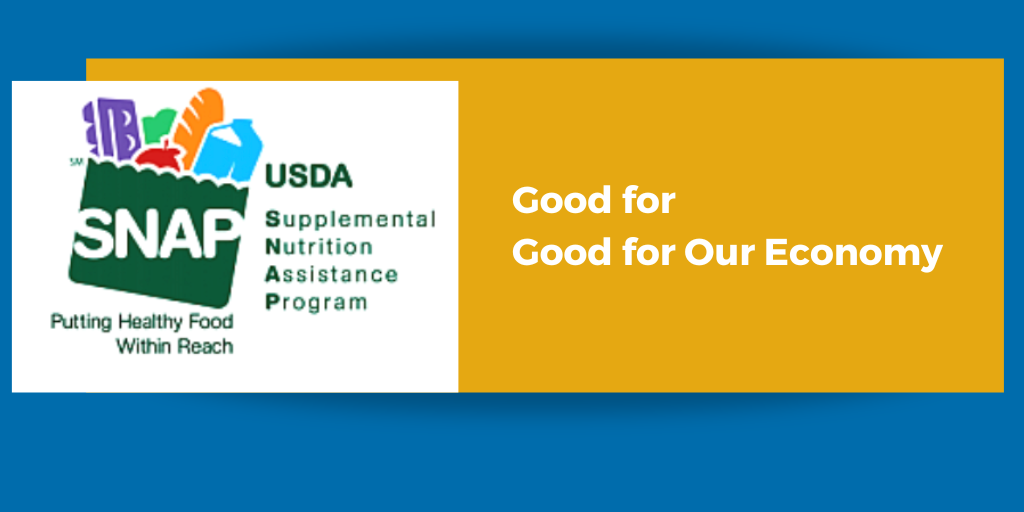 SM
SNAP
Putting Healthy Food
Within Reach
USDA
Supplemental
Nutrition
Assistance
Program
Good for
Good for Our Economy